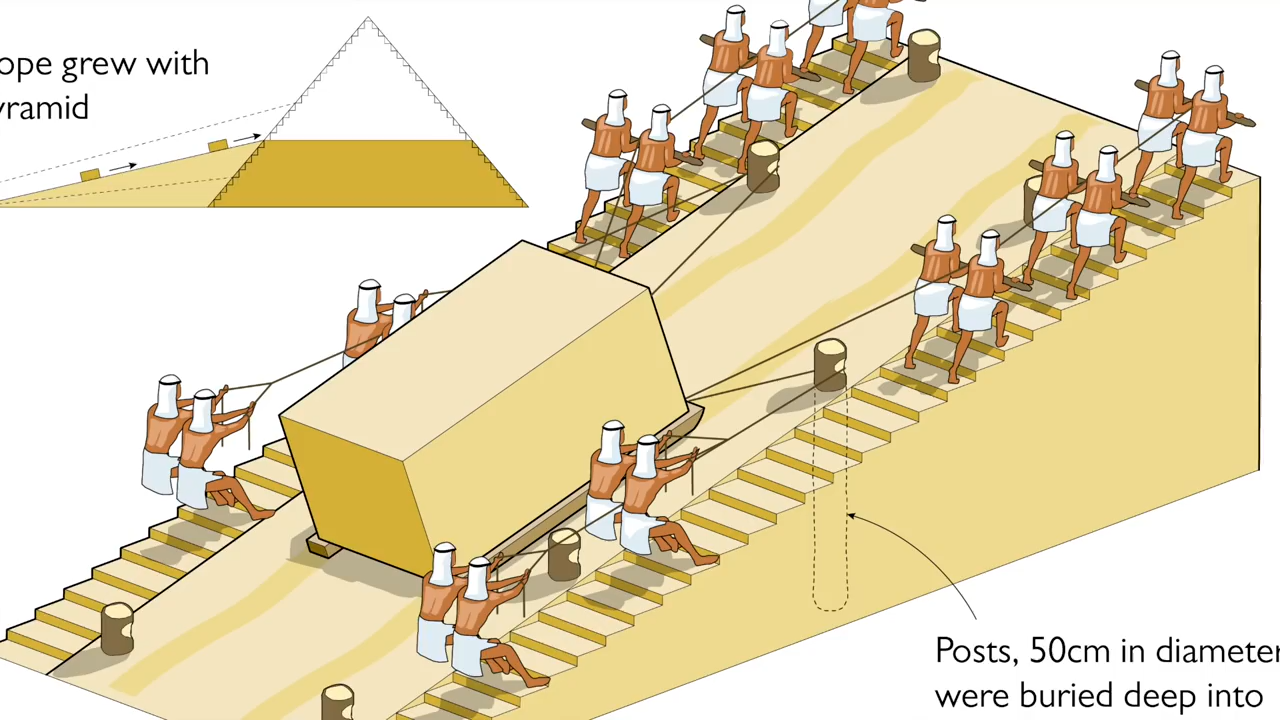 ope grew with
yramid
Posts, 50cm in diameter
were buried deep into